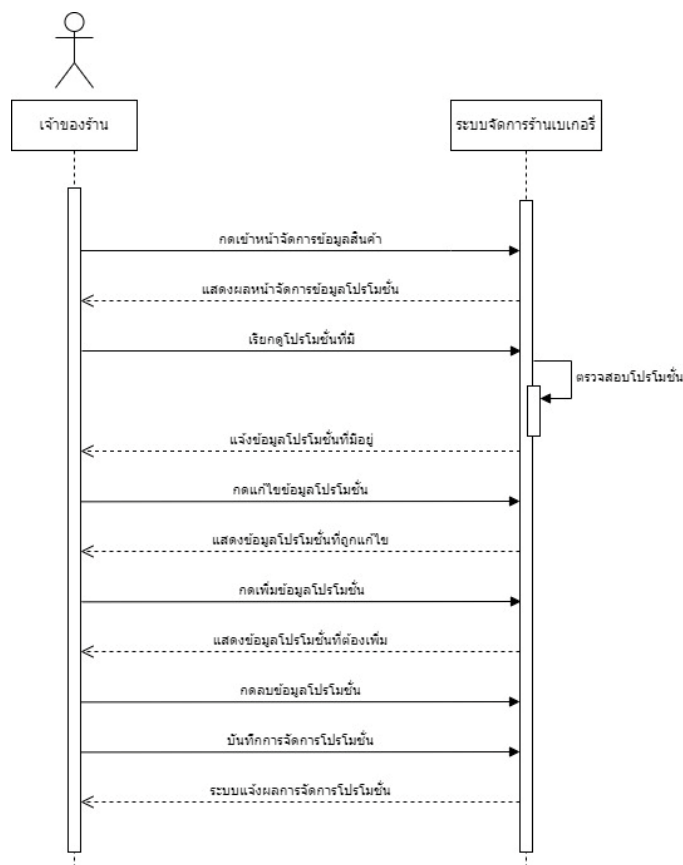 เจ้าของร้าน
ระบบจัดการร้านเบเกอรี่
กดเข้าหน้าจัดการข้อมูลสินค้า
แสดงผลหน้าจัดการข้อมูลโปรโมชั่น
เรียกดูโปรโมชั่นที่มี
ตรวจสอบโปรโมชั่น
แจ้งข้อมูลโปรโมชั่นที่มีอยู่
กดแก้ไขข้อมูลโปรโมชั่น
แสดงข้อมูลโปรโมชั่นที่ถูกแก้ไข
กดเพิ่มข้อมูลโปรโมชั่น
แสดงข้อมูลโปรโมชั่นที่ต้องเพิ่ม
กดลบข้อมูลโปรโมชั่น
บันทึกการจัดการโปรโมชั่น
ระบบแจ้งผลการจัดการโปรโมชั่น